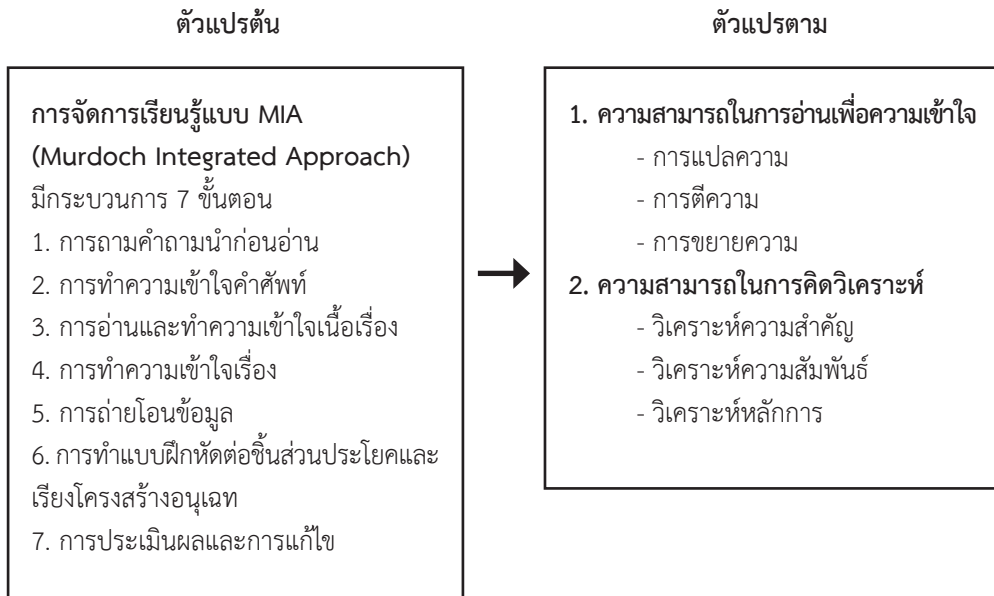 ตัวแปรต้น
ตัวแปรตาม
การจัดการเรียนรู้แบบ MIA
(Murdoch Integrated Approach)
มีกระบวนการ 7 ขั้นตอน
1. การถามคำถามนำก่อนอ่าน
2. การทำความเข้าใจคำศัพท์
3. การอ่านและทำความเข้าใจเนื้อเรื่อง
4. การทำความเข้าใจเรื่อง
5. การถ่ายโอนข้อมูล
6. การทำแบบฝึกหัดต่อชิ้นส่วนประโยคและ
เรียงโครงสร้างอนุเฉท
7. การประเมินผลและการแก้ไข
1. ความสามารถในการอ่านเพื่อความเข้าใจ
- การแปลความ
- การตีความ
- การขยายความ
2. ความสามารถในการคิดวิเคราะห์
- วิเคราะห์ความสำคัญ
- วิเคราะห์ความสัมพันธ์
- วิเคราะห์หลักการ